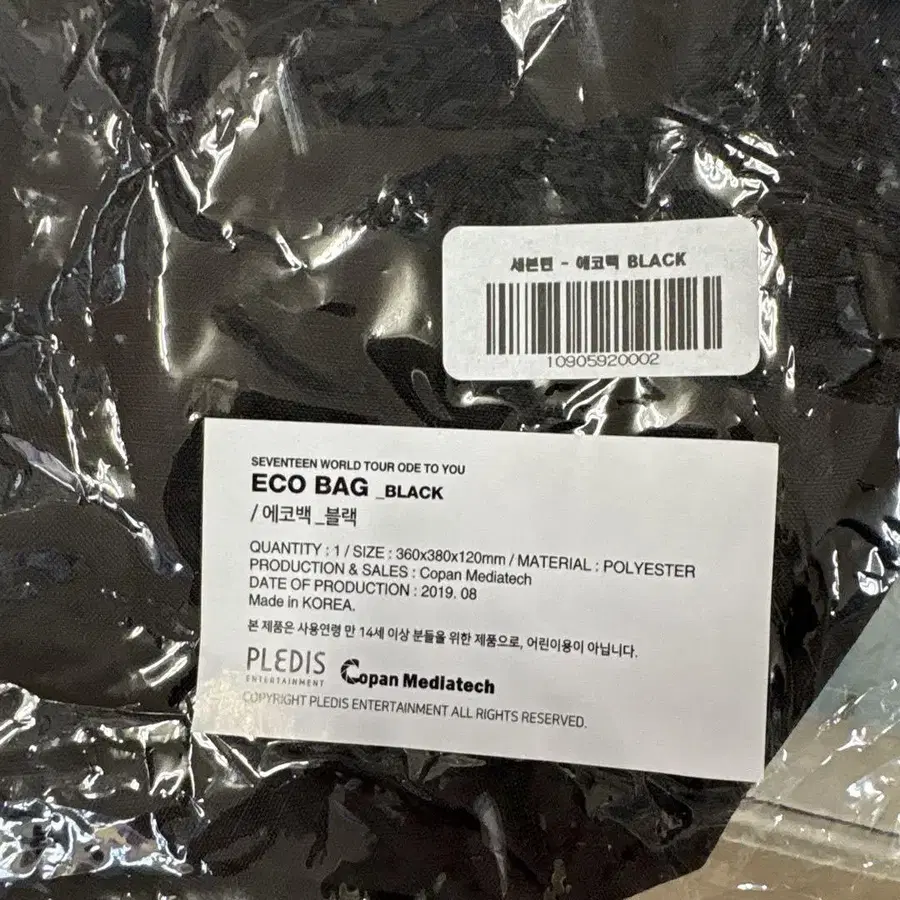 세븐틴 - 에코백 BLACK
10905920002
SEVENTEEN WORLD TOUR ODE TO YOU
ECO BAG _BLACK
/ 에코백_블랙
QUANTITY : 1 / SIZE : 360x380x120mm / MATERIAL : POLYESTER
PRODUCTION & SALES : Copan Mediatech
DATE OF PRODUCTION : 2019. 08
Made in KOREA.
본 제품은 사용연령 만 14세 이상 분들을 위한 제품으로, 어린이용이 아닙니다.
PLEDIS
ENTERTAINMENT
Copan Mediatech
COPYRIGHT PLEDIS ENTERTAINMENT ALL RIGHTS RESERVED.